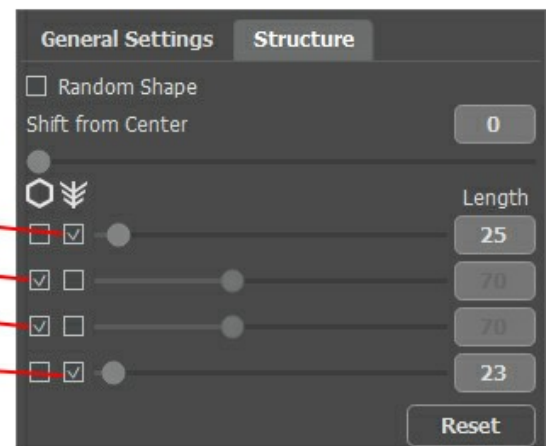 General Settings Structure
Random Shape
Shift from Center 0
Length
25
70
70
23
Reset